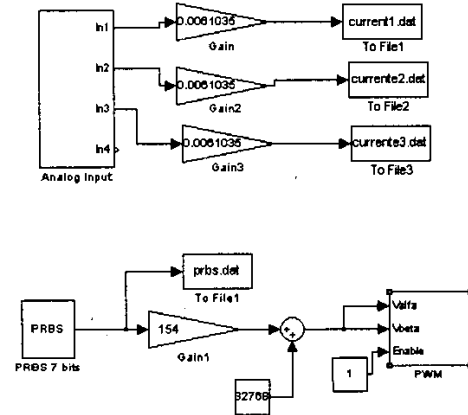 In1
0.0061035
current1.dat
Gain
To File1
In2
0.0061035
currente2.dat
Gain2
To File2
In3
0.0061035
currente3.dat
In4
Gain3
To File3
Analog Input
prbs.dat
To File1
PRBS
154
Valfa
Vbeta
Enable
PRBS 7 bits
Gain1
1
PWM
32768